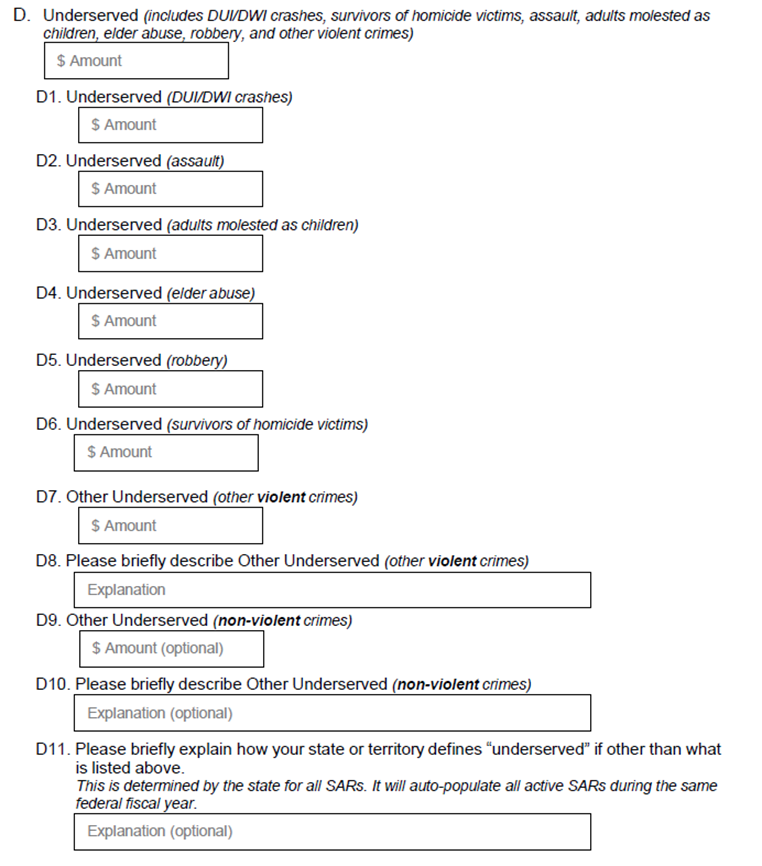 D. Underserved (includes DUI/DWI crashes, survivors of homicide victims, assault, adults molested as
children, elder abuse, robbery, and other violent crimes)
$ Amount
D1. Underserved (DUI/DWI crashes)
$ Amount
D2. Underserved (assault)
$ Amount
D3. Underserved (adults molested as children)
$ Amount
D4. Underserved (elder abuse)
$ Amount
D5. Underserved (robbery)
$ Amount
D6. Underserved (survivors of homicide victims)
$ Amount
D7. Other Underserved (other violent crimes)
$ Amount
D8. Please briefly describe Other Underserved (other violent crimes)
Explanation
D9. Other Underserved (non-violent crimes)
$ Amount (optional)
D10. Please briefly describe Other Underserved (non-violent crimes)
Explanation (optional)
D11. Please briefly explain how your state or territory defines “underserved” if other than what
is listed above.
This is determined by the state for all SARs. It will auto-populate all active SARs during the same
federal fiscal year.
Explanation (optional)